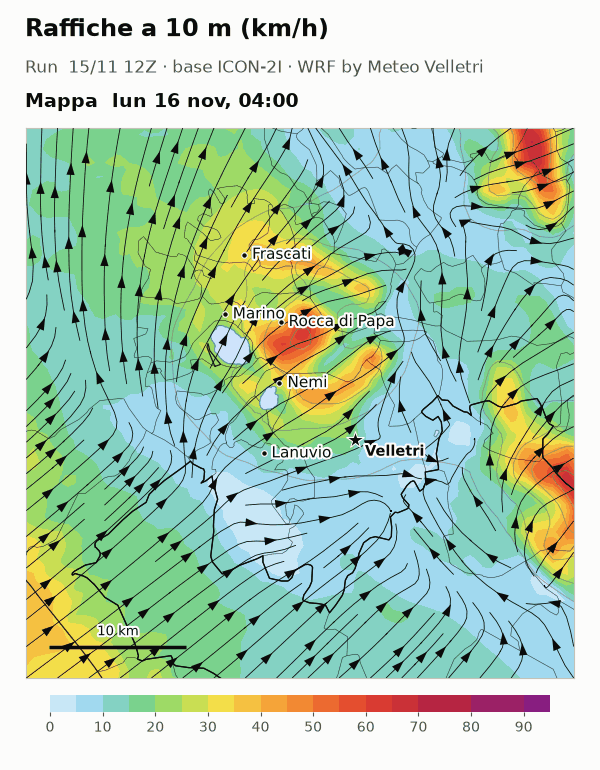 Raffiche a 10 m (km/h)
Run  15/11 12Z · base ICON-2I · WRF by Meteo Velletri
Mappa  lun 16 nov, 04:00
Frascati
Marino
Rocca di Papa
Nemi
Velletri
Lanuvio
10 km
0 10 20 30 40 50 60 70 80 90